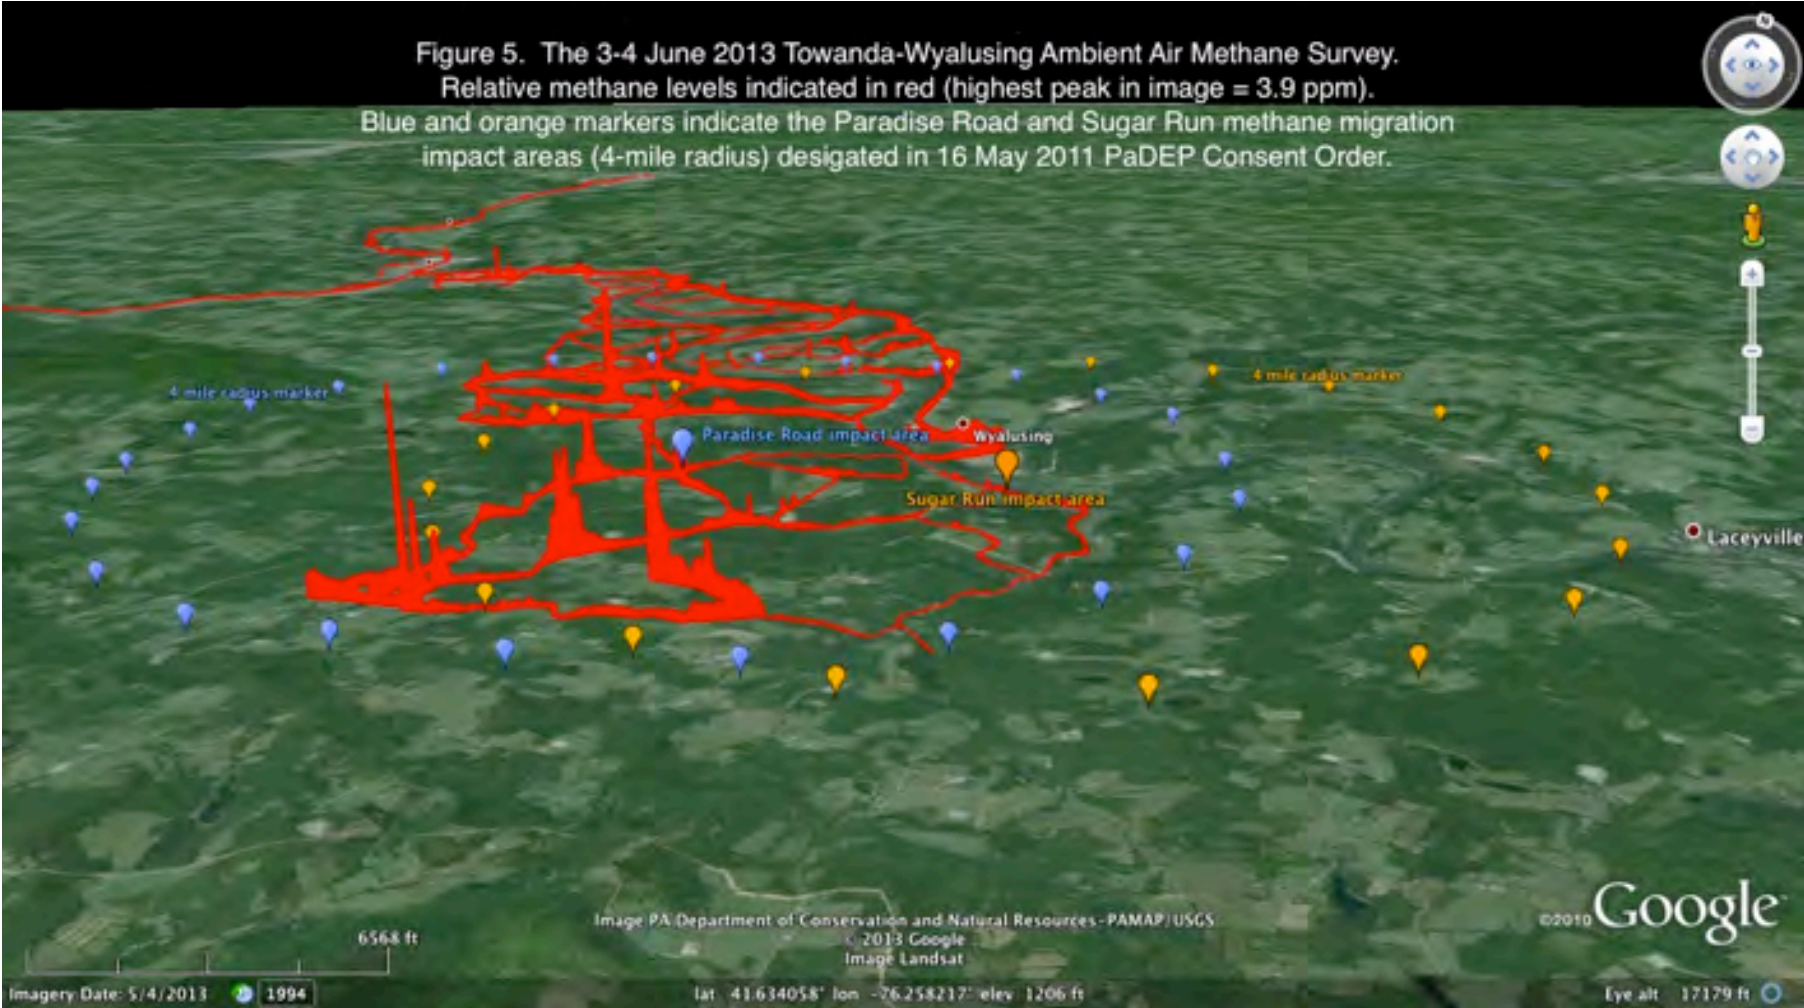 Figure 5. The 3-4 June 2013 Towanda-Wyalusing Ambient Air Methane Survey.
Relative methane levels indicated in red (highest peak in image = 3.9 ppm).
Blue and orange markers indicate the Paradise Road and Sugar Run methane migration
impact areas (4-mile radius) desigated in 16 May 2011 PaDEP Consent Order.
N
4 mile radius marker
4 mile radius marker
Paradise Road impact area
Wyalusing
Sugar Run impact area
Laceyville
©2010 Google
Image PA Department of Conservation and Natural Resources-PAMAP/USGS
© 2013 Google
Image Landsat
6568 ft
Imagery Date: 5/4/2013 1994
lat 41.634058° lon -76.258217° elev 1206 ft
Eye alt 17179 ft